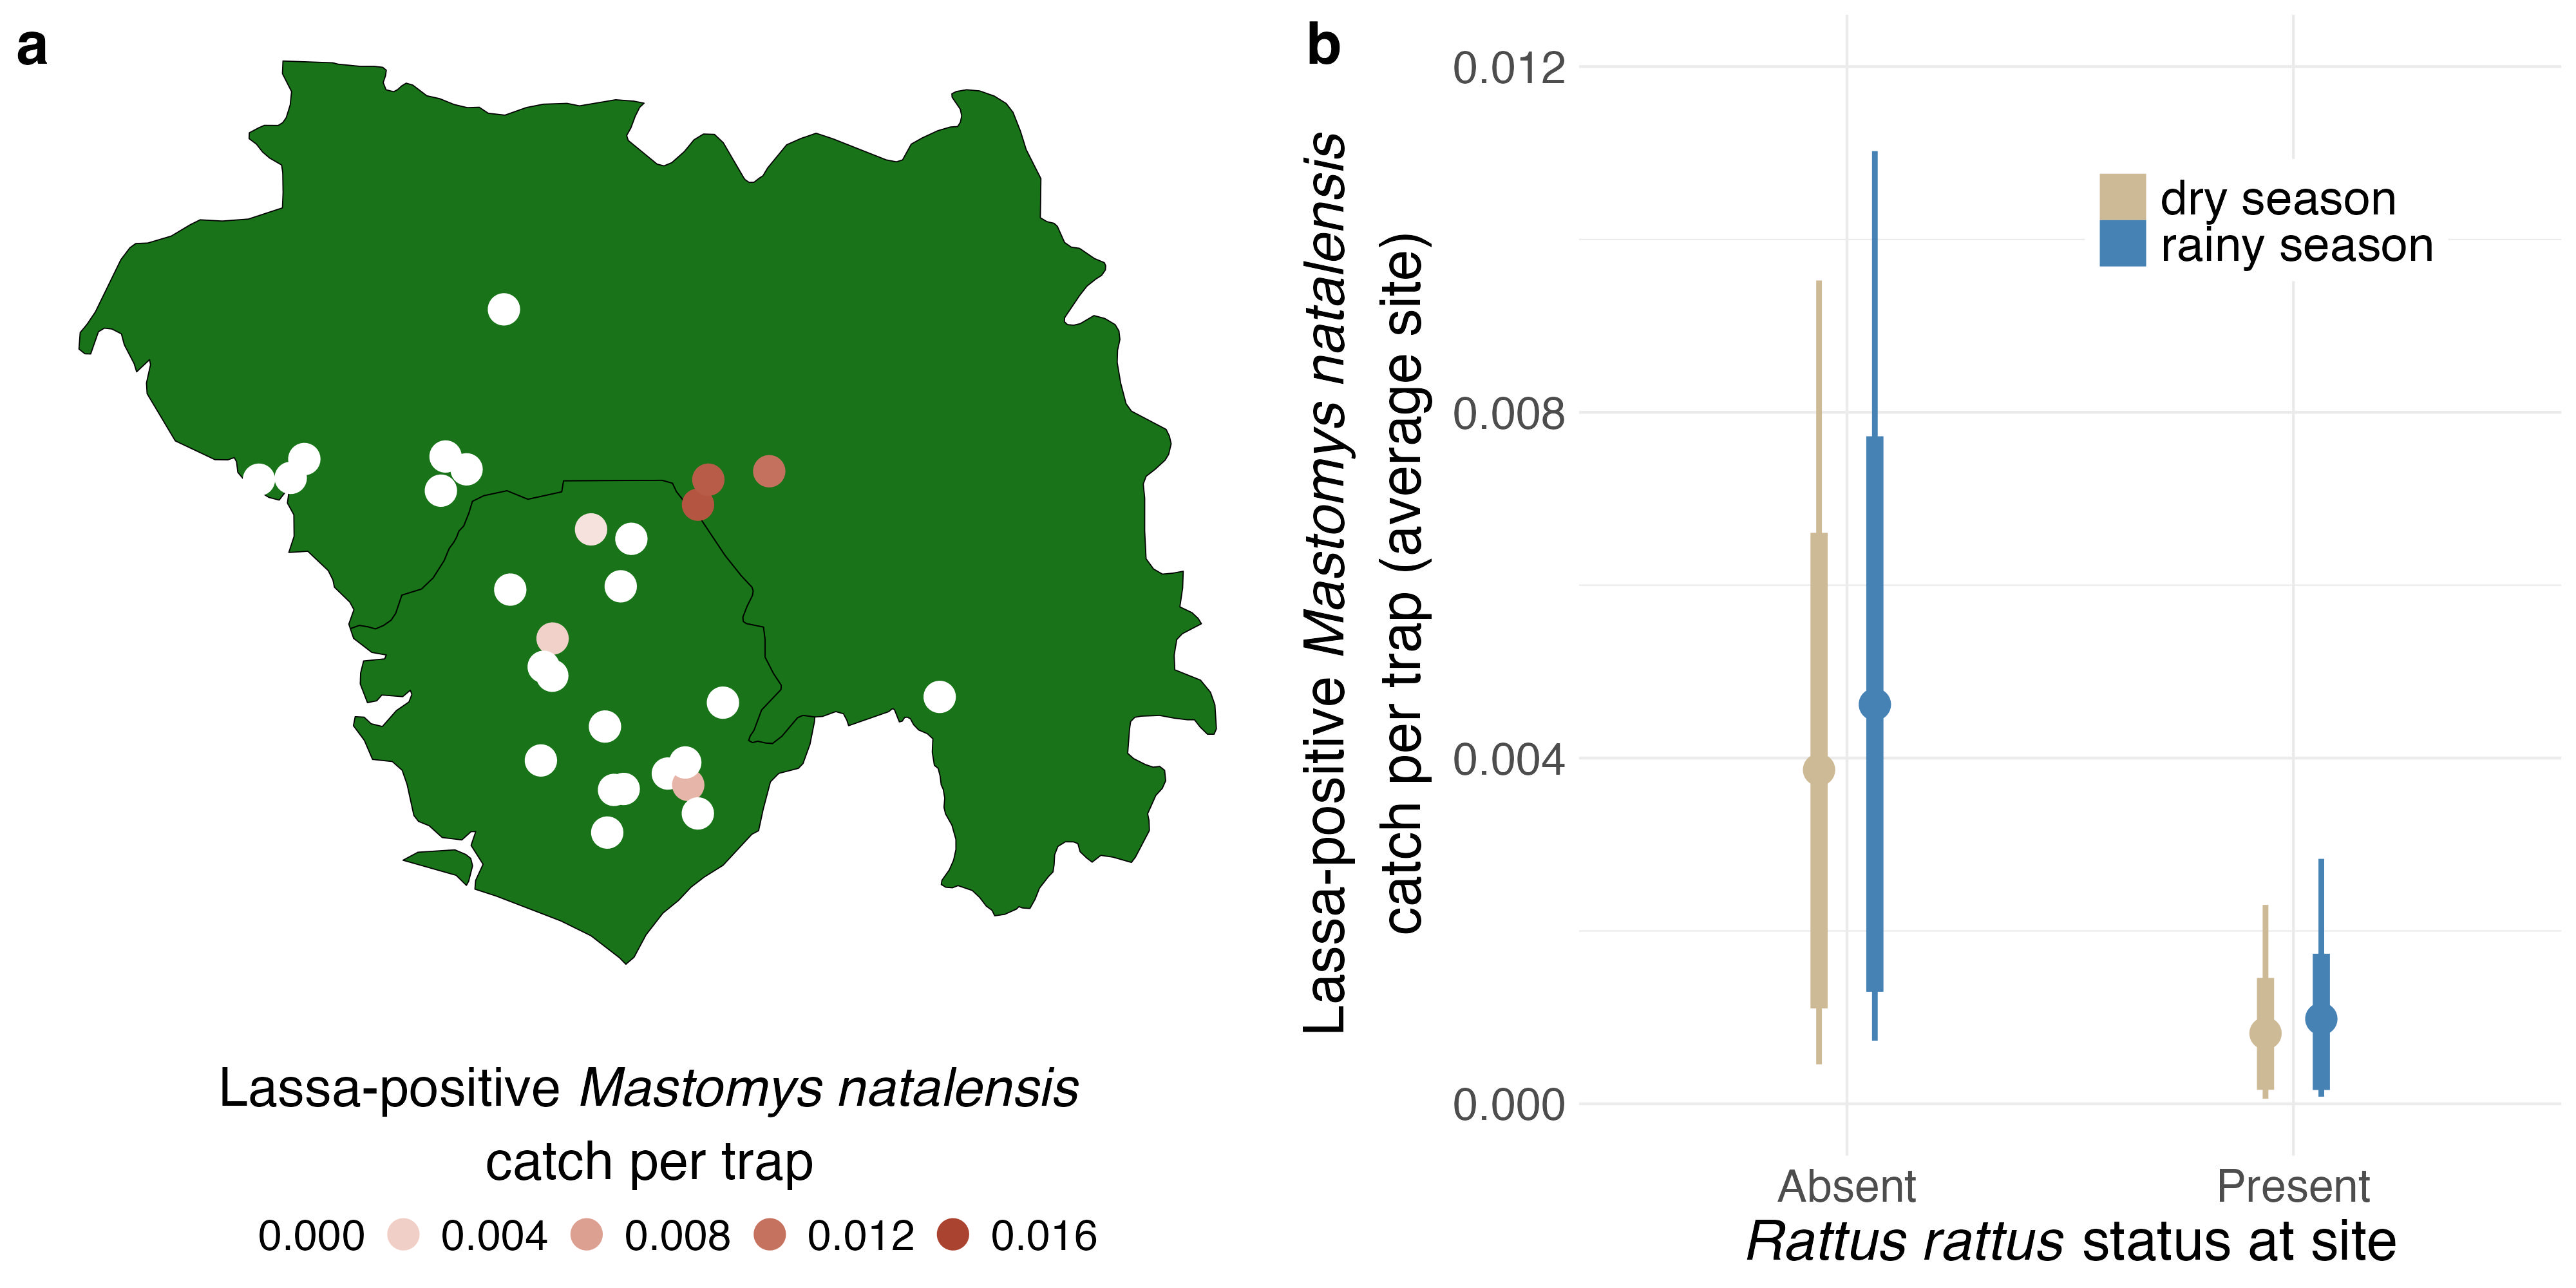 a
Lassa-positive Mastomys natalensis
catch per trap
0.000 0.004 0.008 0.012 0.016
b
Lassa-positive Mastomys natalensis
catch per trap (average site)
0.012
0.008
0.004
0.000
dry season
rainy season
Absent Present
Rattus rattus status at site